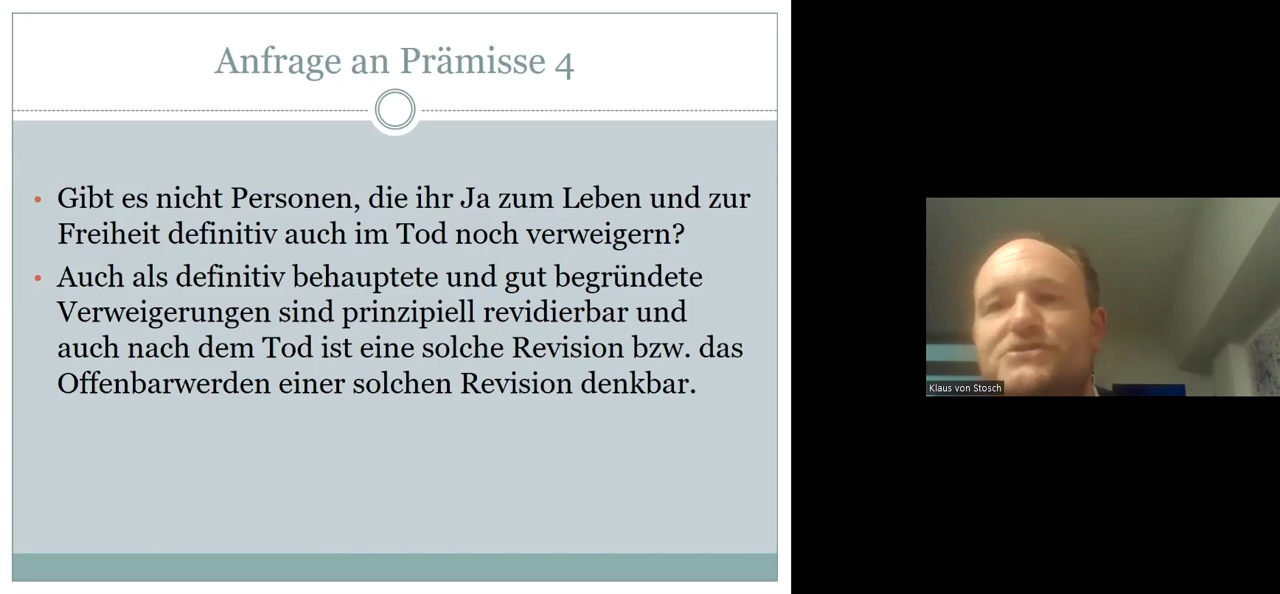 Anfrage an Prämisse 4
• Gibt es nicht Personen, die ihr Ja zum Leben und zur
Freiheit definitiv auch im Tod noch verweigern?
• Auch als definitiv behauptete und gut begründete
Verweigerungen sind prinzipiell revidierbar und
auch nach dem Tod ist eine solche Revision bzw. das
Offenbarwerden einer solchen Revision denkbar.
Klaus von Stosch